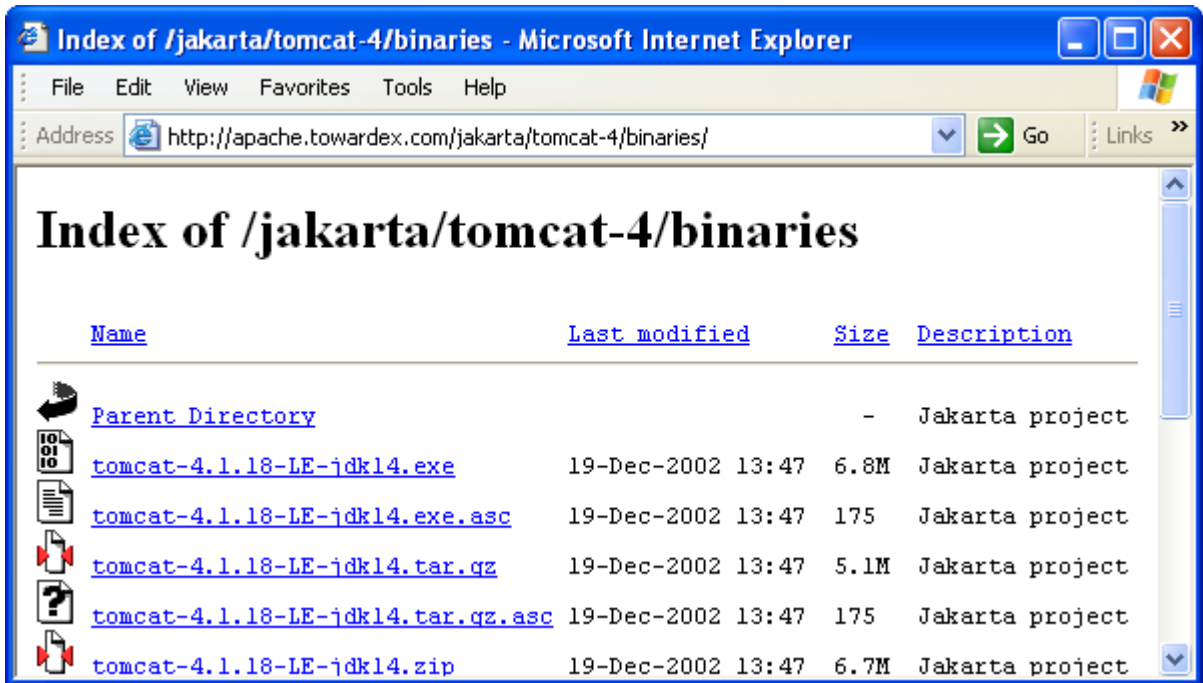 Index of /jakarta/tomcat-4/binaries - Microsoft Internet Explorer
File Edit View Favorites Tools Help
Address http://apache.towardex.com/jakarta/tomcat-4/binaries/ Go Links »
Index of /jakarta/tomcat-4/binaries
Name Last modified Size Description
Parent Directory - Jakarta project
tomcat-4.1.18-LE-jdk14.exe 19-Dec-2002 13:47 6.8M Jakarta project
tomcat-4.1.18-LE-jdk14.exe.asc 19-Dec-2002 13:47 175 Jakarta project
tomcat-4.1.18-LE-jdk14.tar.gz 19-Dec-2002 13:47 5.1M Jakarta project
tomcat-4.1.18-LE-jdk14.tar.gz.asc 19-Dec-2002 13:47 175 Jakarta project
tomcat-4.1.18-LE-jdk14.zip 19-Dec-2002 13:47 6.7M Jakarta project